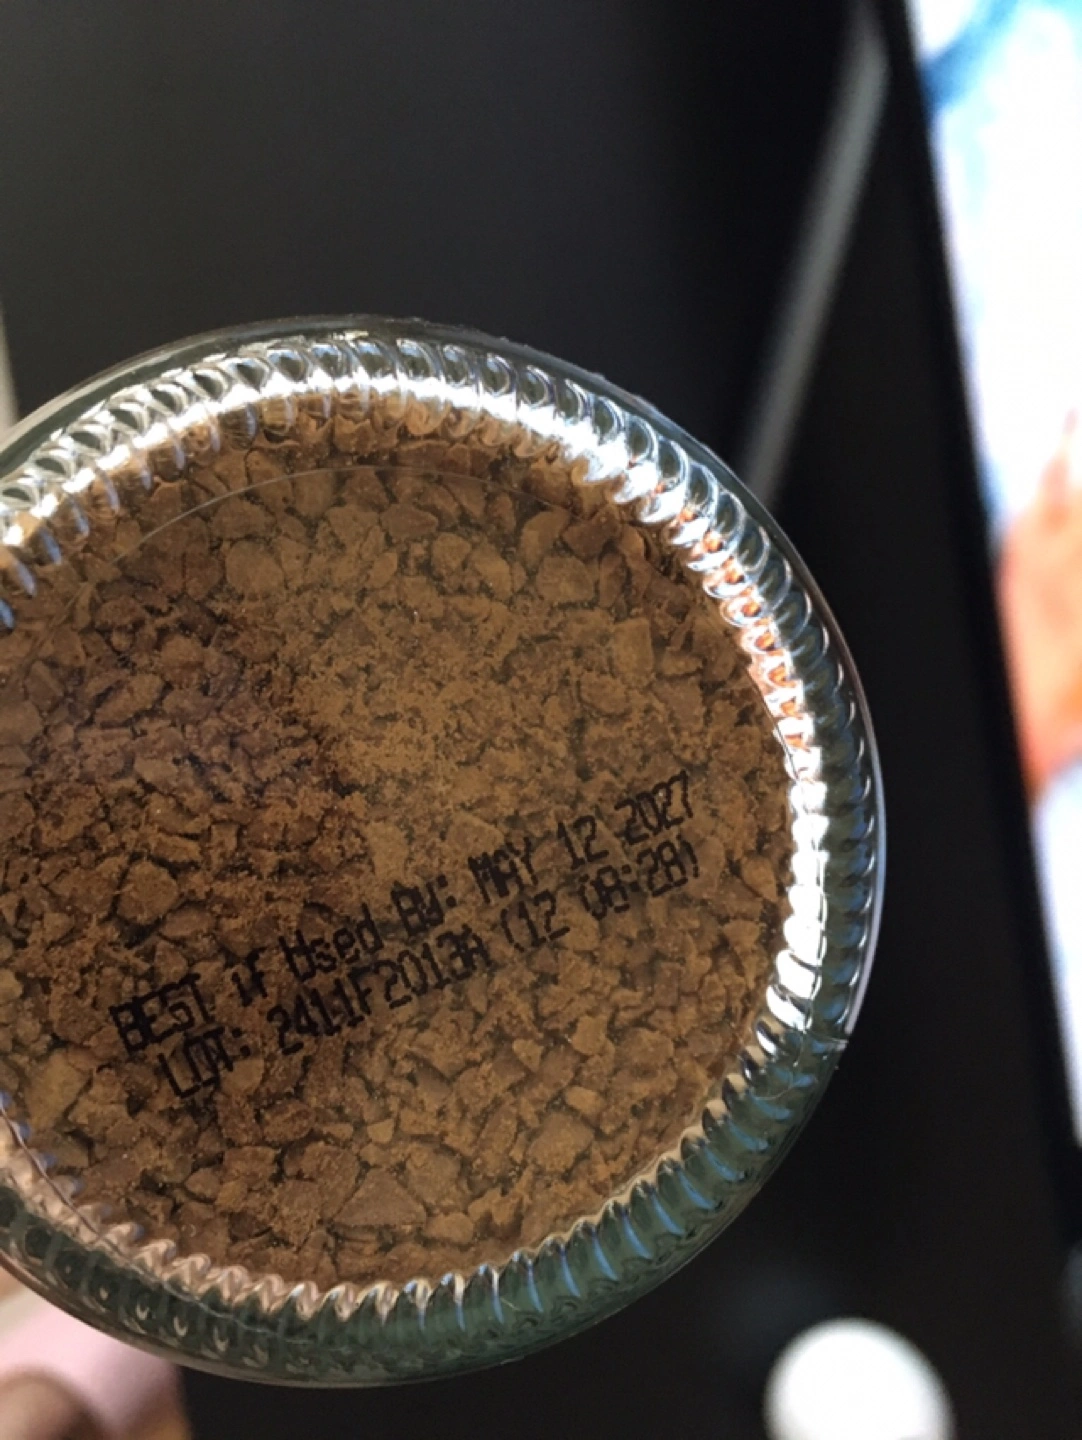 BEST if Used By: MAY 12 2027
LOT: 2411F2013A (12 08:28)